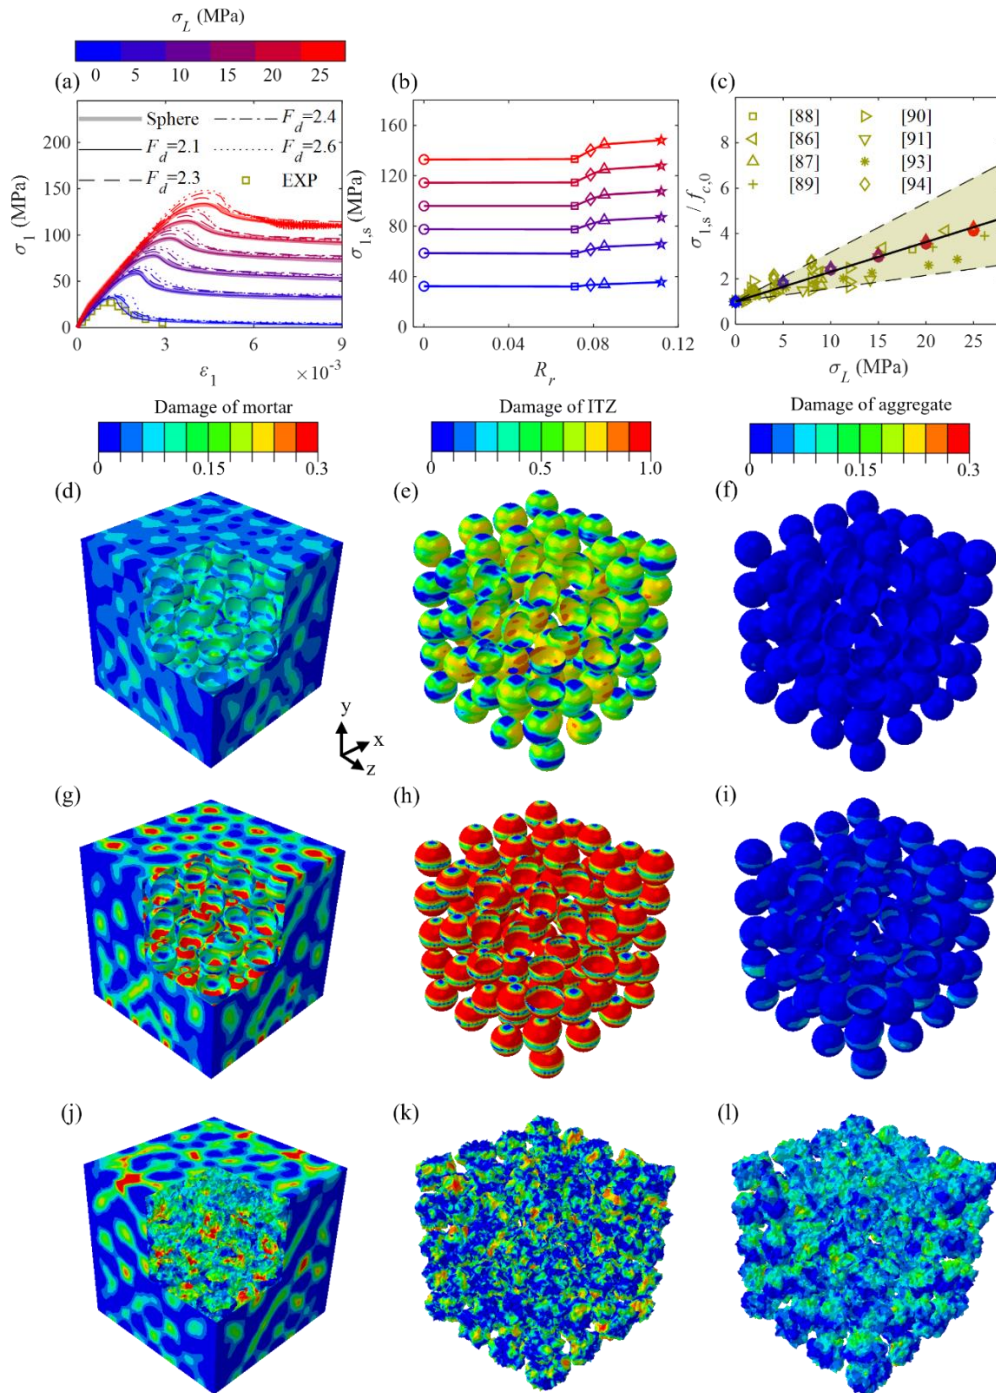 σ_L (MPa)
0 5 10 15 20 25
(a)
Sphere
F_d=2.1
F_d=2.3
F_d=2.4
F_d=2.6
EXP
200
150
100
50
0
σ_1 (MPa)
0 3 6 9
ε_1 ×10^-3
(b)
160
120
80
40
0
σ_1,s (MPa)
0 0.04 0.08 0.12
R_r
(c)
[88] [90]
[86] [91]
[87] [93]
[89] [94]
8
6
4
2
0
σ_1,s / f_c,0
0 5 10 15 20 25
σ_L (MPa)
Damage of mortar
0 0.15 0.3
Damage of ITZ
0 0.5 1.0
Damage of aggregate
0 0.15 0.3
(d)
(e)
(f)
y
x
z
(g)
(h)
(i)
(j)
(k)
(l)